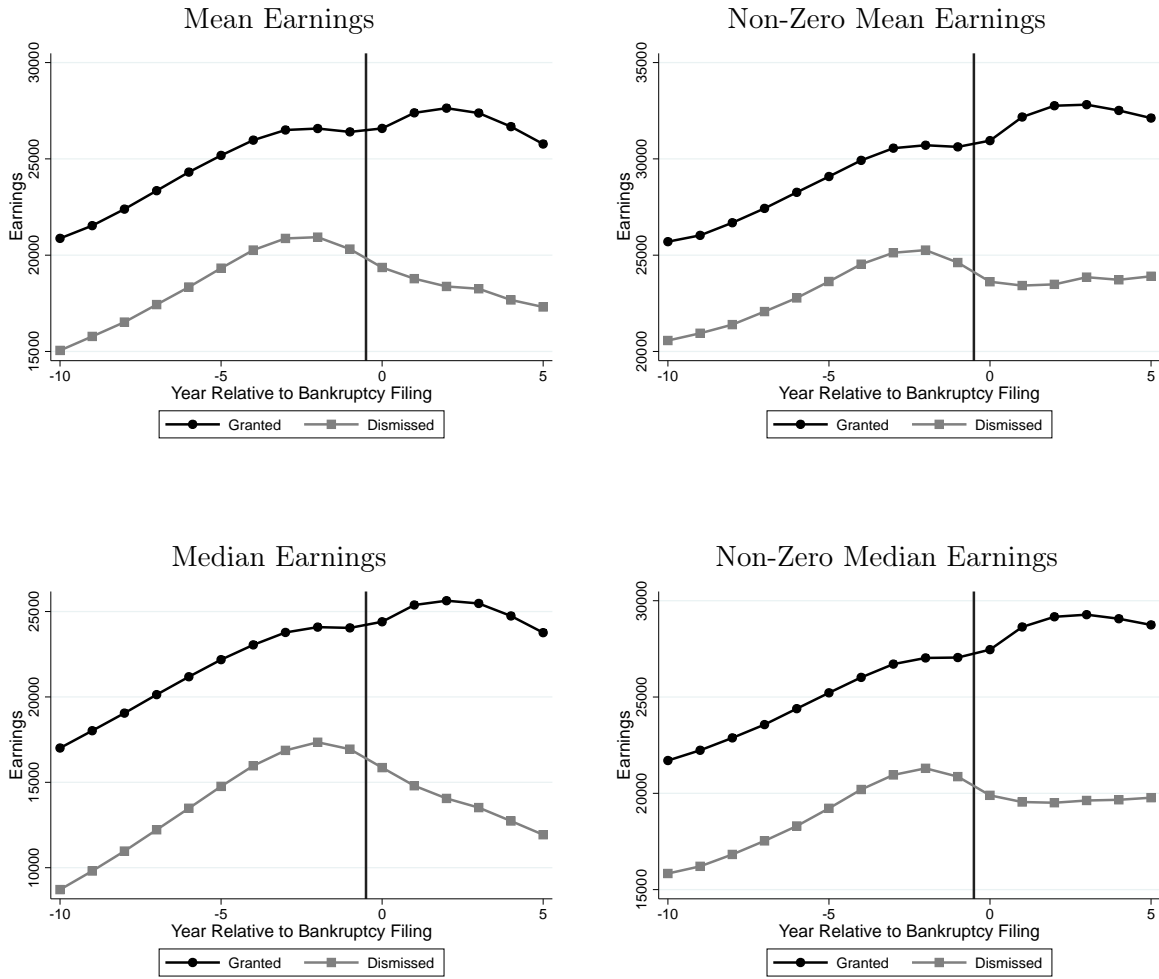 Mean Earnings
Earnings
30000
25000
20000
15000
-10 -5 0 5
Year Relative to Bankruptcy Filing
Granted Dismissed
Non-Zero Mean Earnings
Earnings
35000
30000
25000
20000
-10 -5 0 5
Year Relative to Bankruptcy Filing
Granted Dismissed
Median Earnings
Earnings
25000
20000
15000
10000
-10 -5 0 5
Year Relative to Bankruptcy Filing
Granted Dismissed
Non-Zero Median Earnings
Earnings
30000
25000
20000
15000
-10 -5 0 5
Year Relative to Bankruptcy Filing
Granted Dismissed